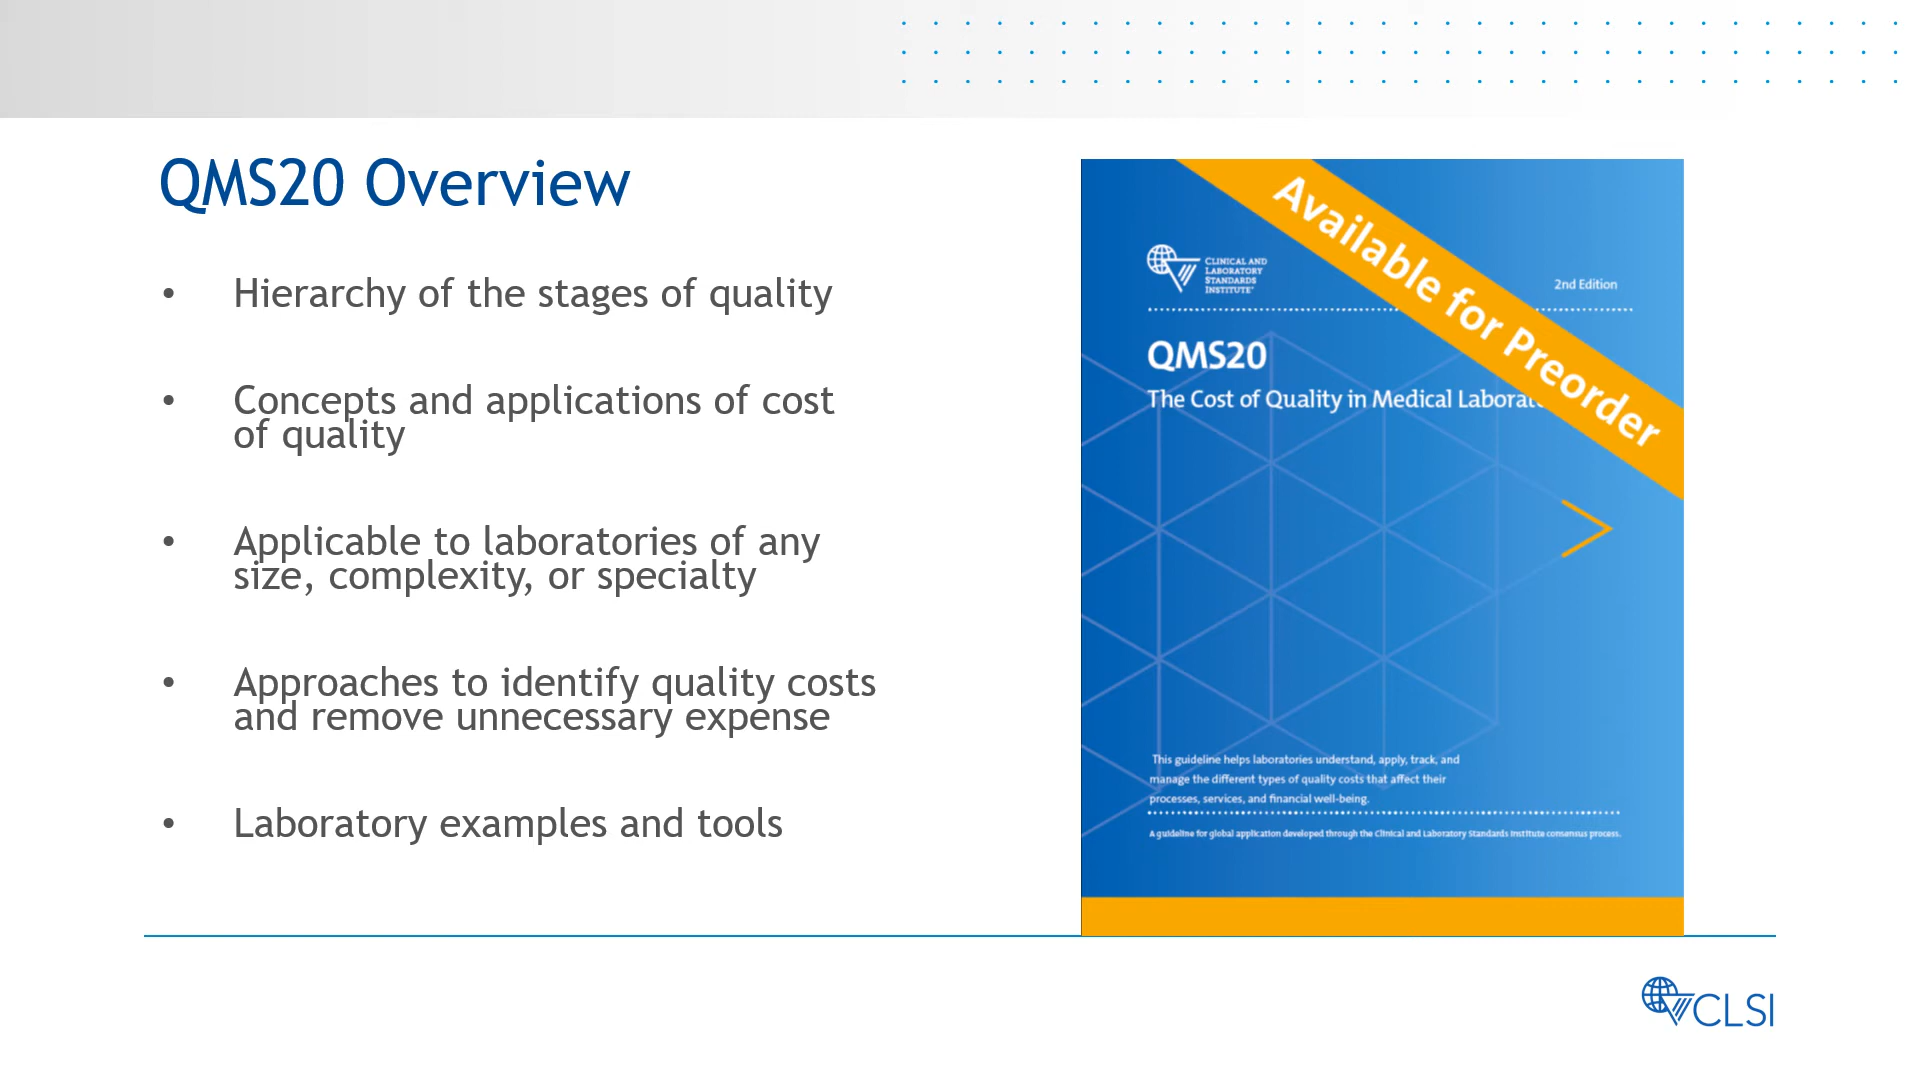 QMS20 Overview
• Hierarchy of the stages of quality
• Concepts and applications of cost
of quality
• Applicable to laboratories of any
size, complexity, or specialty
• Approaches to identify quality costs
and remove unnecessary expense
• Laboratory examples and tools
Available for Preorder
CLINICAL AND
LABORATORY
STANDARDS
INSTITUTE®
2nd Edition
QMS20
The Cost of Quality in Medical
This guideline helps laboratories understand, apply, track, and
manage the different types of quality costs that affect their
processes, services, and financial well-being.
A guideline for global application developed through the Clinical and Laboratory Standards Institute consensus process.
CLSI